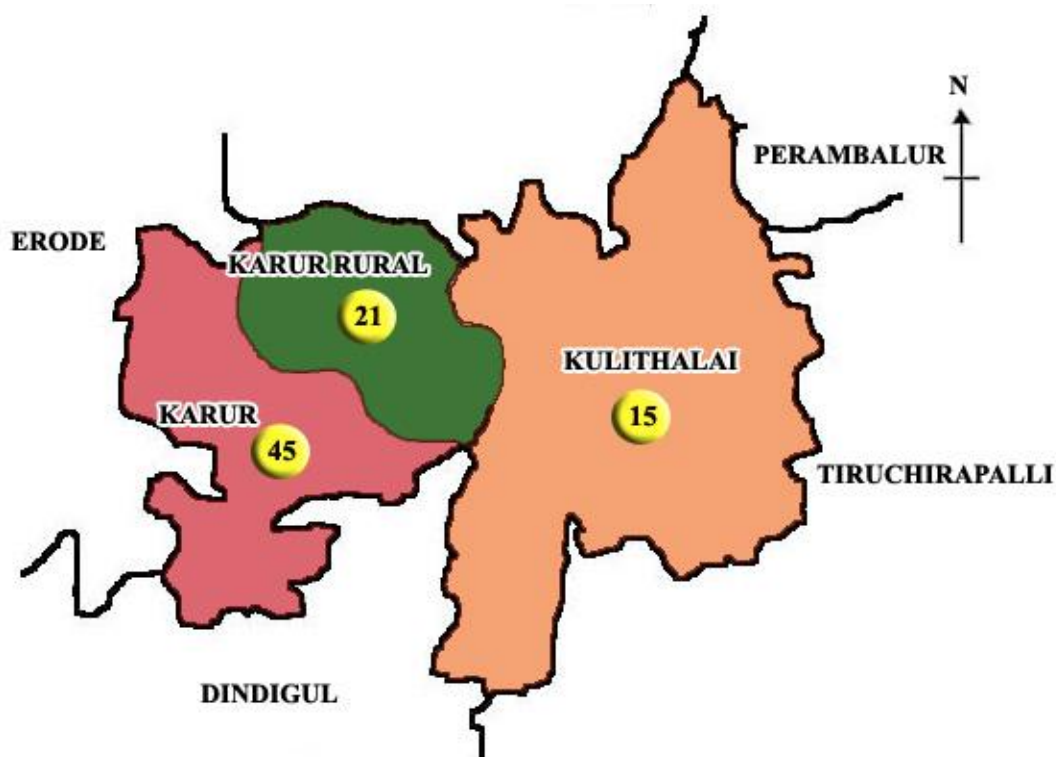 N
PERAMBALUR
ERODE
KARUR RURAL
21
KULITHALAI
KARUR
15
45
TIRUCHIRAPALLI
DINDIGUL